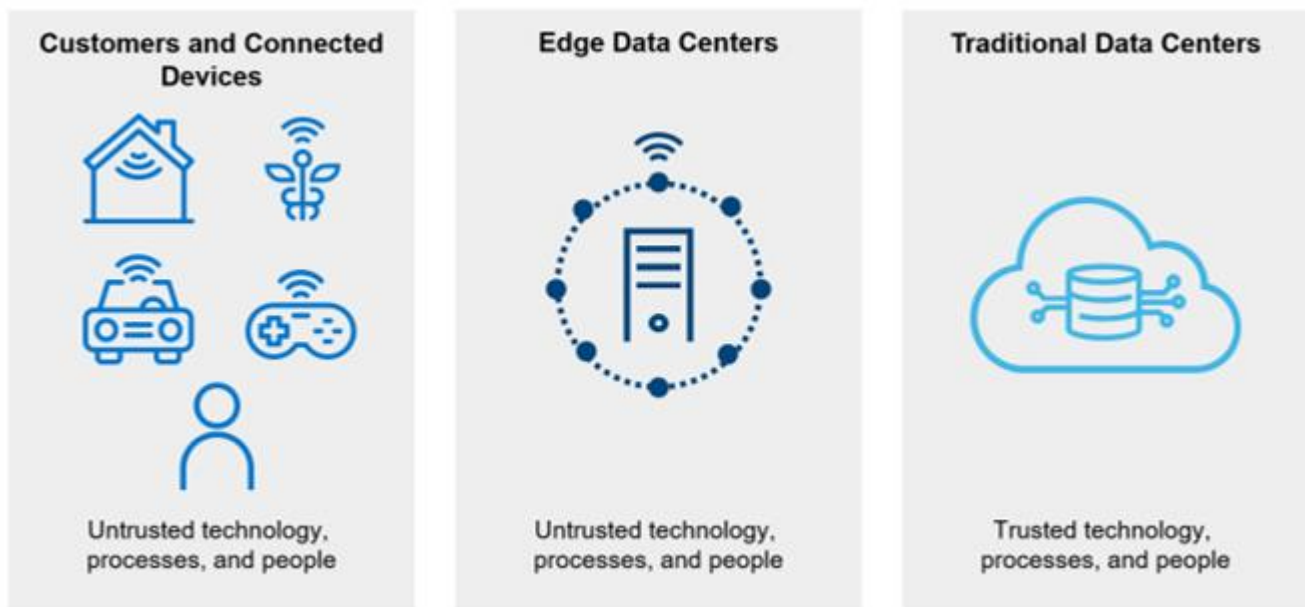 Customers and Connected
Devices
Untrusted technology,
processes, and people
Edge Data Centers
Untrusted technology,
processes, and people
Traditional Data Centers
Trusted technology,
processes, and people